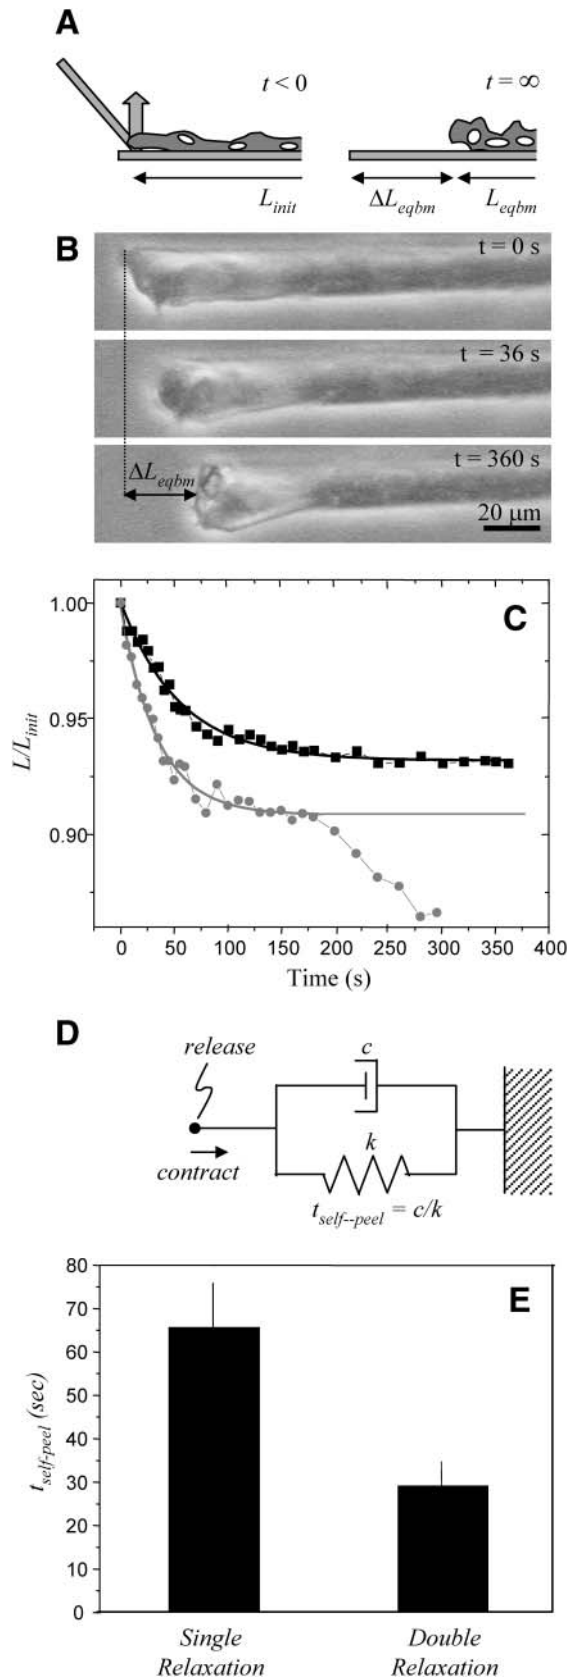 A
t < 0
t = ∞
L_init
ΔL_eqbm
L_eqbm
B
t = 0 s
t = 36 s
t = 360 s
ΔL_eqbm
20 μm
C
1.00
0.95
0.90
L/L_init
0 50 100 150 200 250 300 350 400
Time (s)
D
release
c
contract
k
t_self--peel = c/k
E
80
70
60
50
40
30
20
10
0
t_self-peel (sec)
Single Relaxation
Double Relaxation